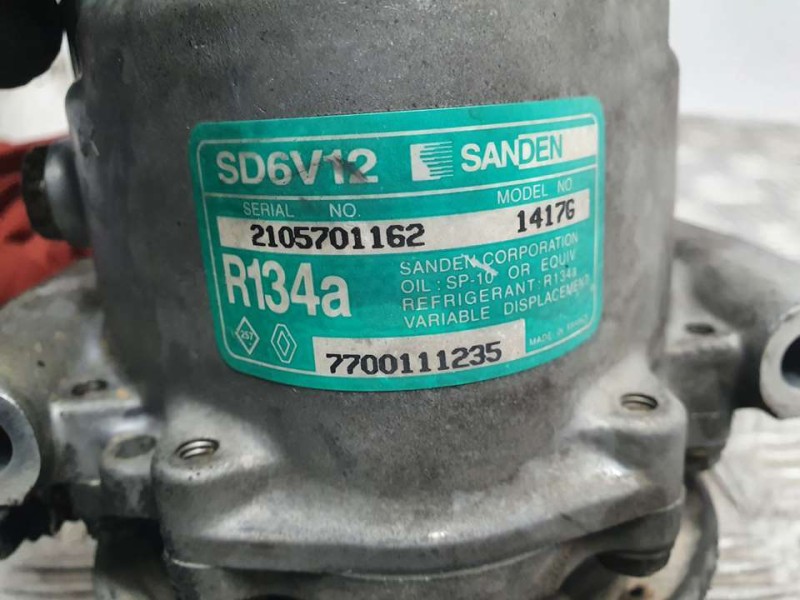 SD6V12 SANDEN
SERIAL NO. MODEL NO
2105701162 1417G
R134a
SANDEN CORPORATION
OIL : SP-10 OR EQUIV
REFRIGERANT : R134a
VARIABLE DISPLACEMENT
257
MADE IN FRANCE
7700111235